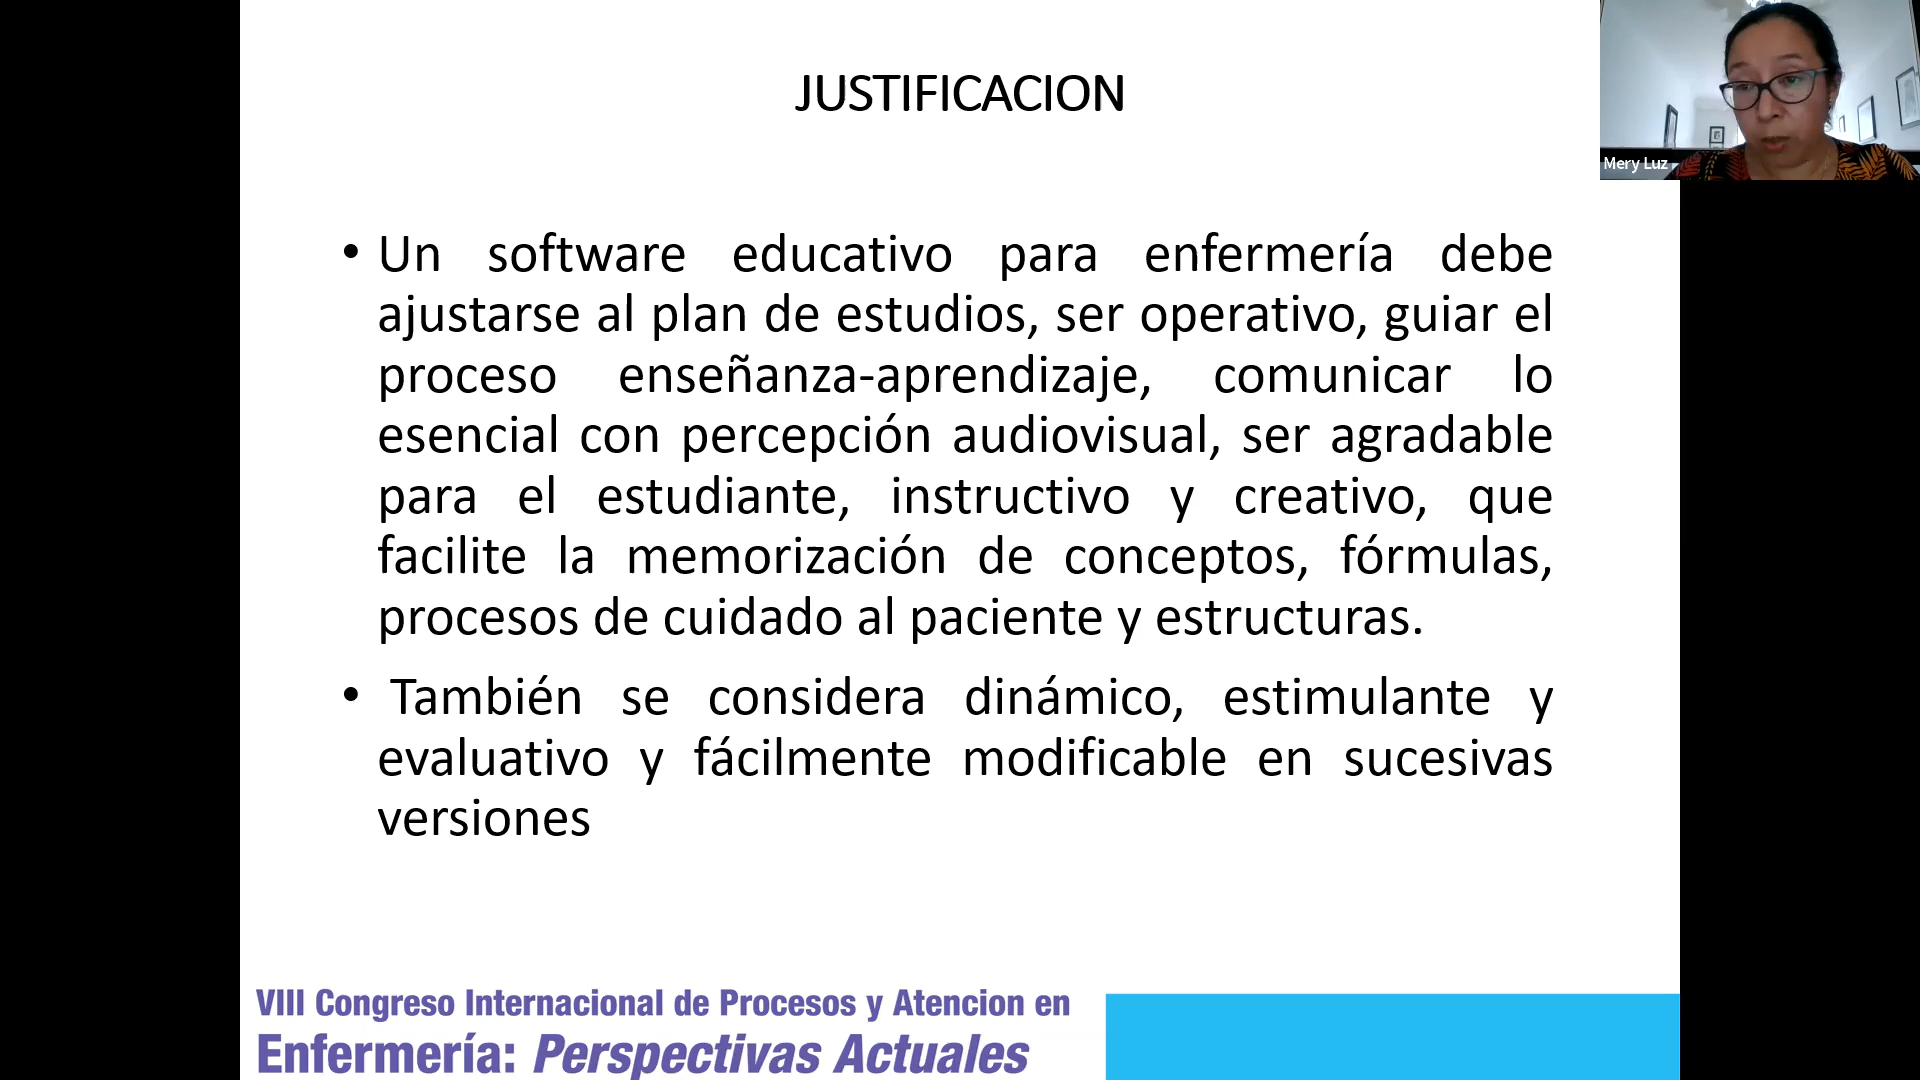 JUSTIFICACION
Mery Luz
• Un software educativo para enfermería debe
ajustarse al plan de estudios, ser operativo, guiar el
proceso enseñanza-aprendizaje, comunicar lo
esencial con percepción audiovisual, ser agradable
para el estudiante, instructivo y creativo, que
facilite la memorización de conceptos, fórmulas,
procesos de cuidado al paciente y estructuras.
• También se considera dinámico, estimulante y
evaluativo y fácilmente modificable en sucesivas
versiones
VIII Congreso Internacional de Procesos y Atencion en
Enfermería: Perspectivas Actuales